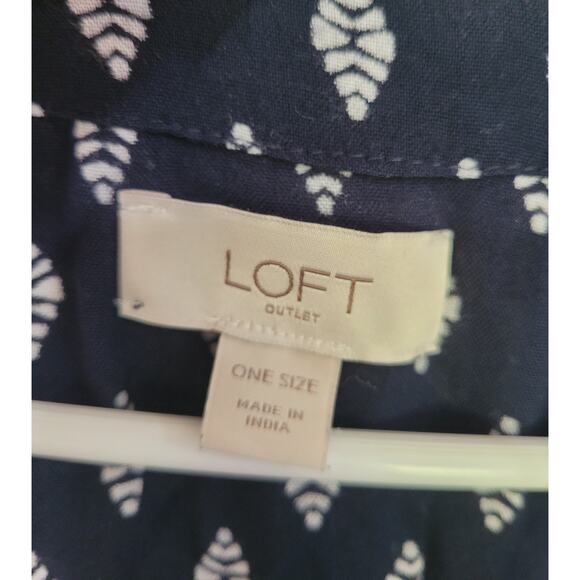 LOFT
OUTLET
ONE SIZE
MADE IN
INDIA